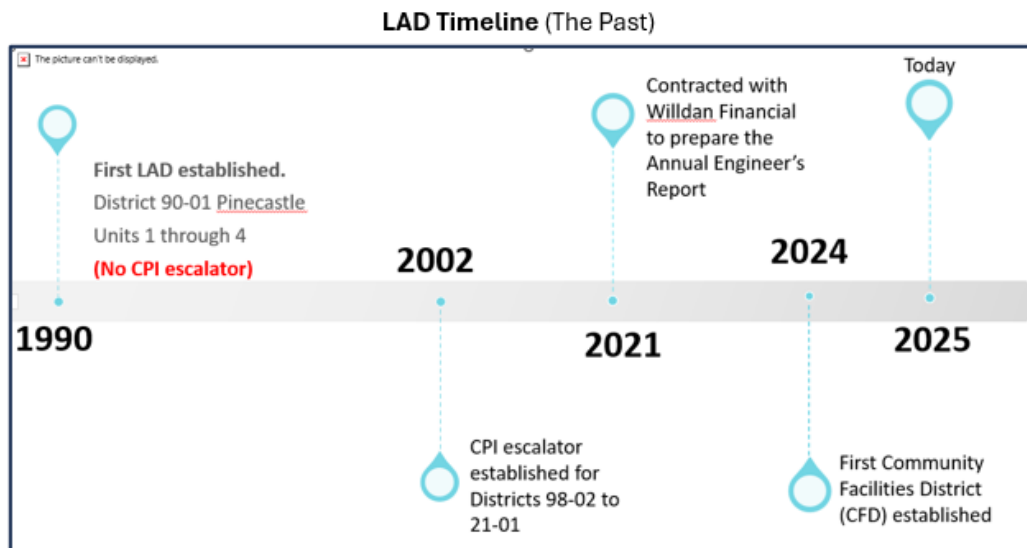 LAD Timeline (The Past)
The picture can't be displayed.
First LAD established.
District 90-01 Pinecastle
Units 1 through 4
(No CPI escalator)
1990
2002
CPI escalator
established for
Districts 98-02 to
21-01
Contracted with
Willdan Financial
to prepare the
Annual Engineer's
Report
2021
2024
First Community
Facilities District
(CFD) established
Today
2025